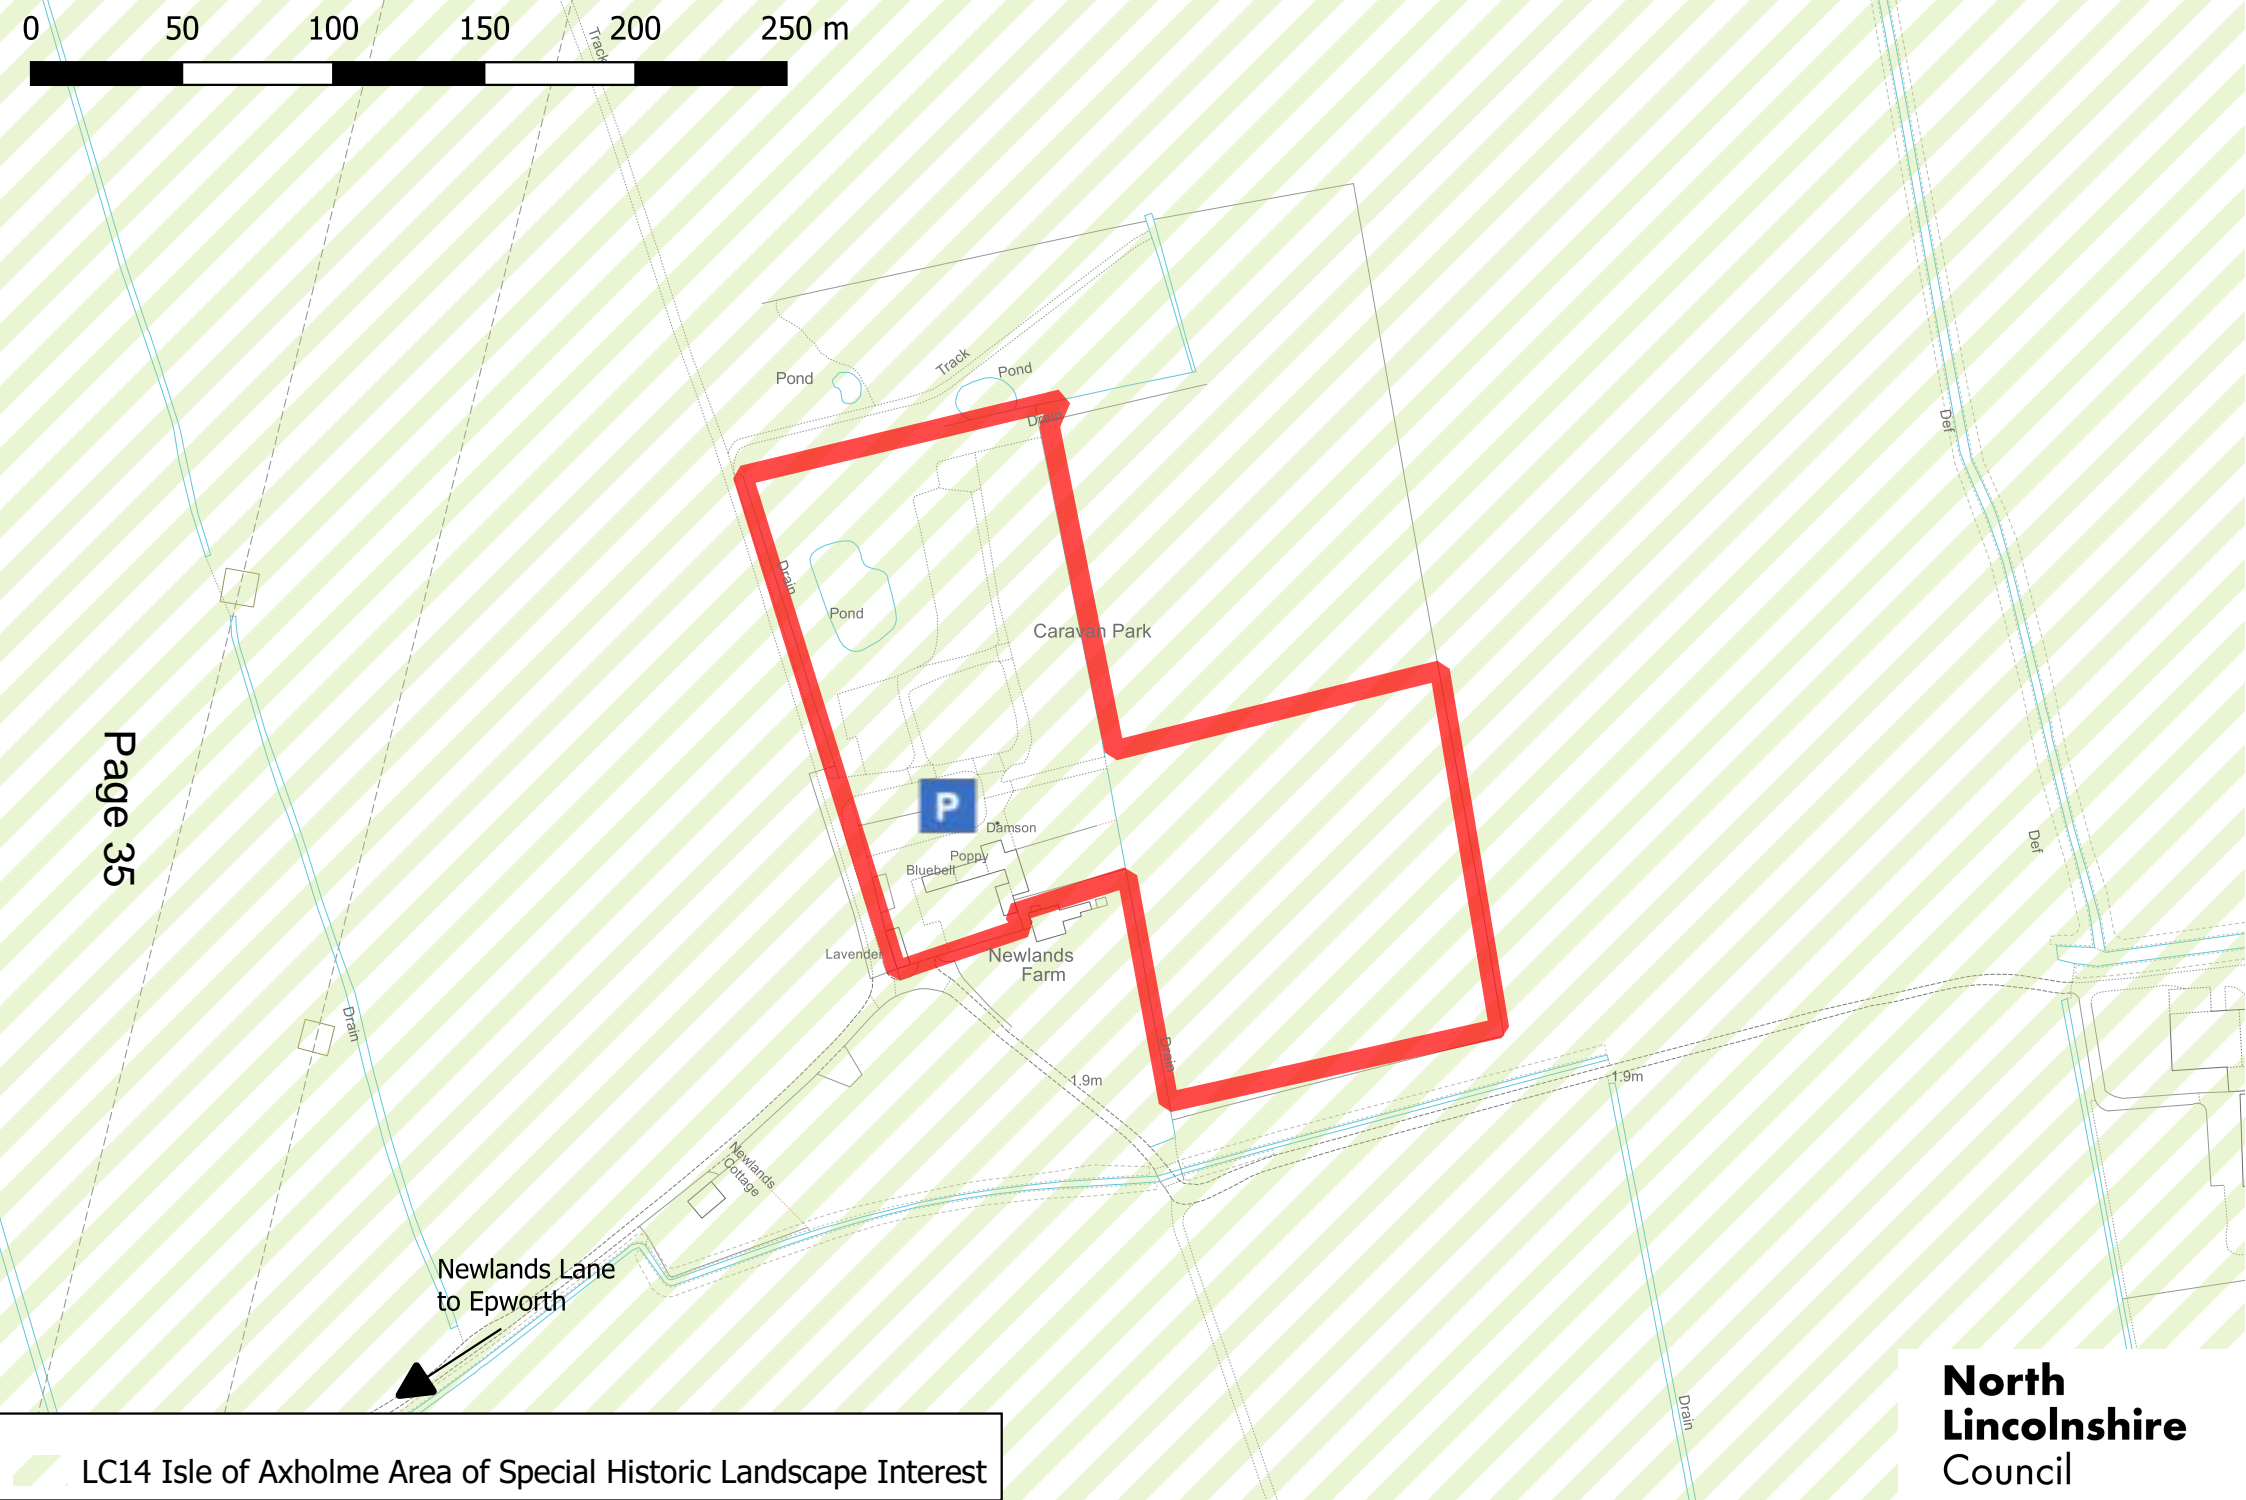 0 50 100 150 200 250 m
Track
Pond
Track
Pond
Drain
Def
Drain
Pond
Caravan Park
Page 35
P
Damson
Poppy
Bluebell
Def
Lavender
Newlands
Farm
Drain
Drain
1.9m
1.9m
Newlands
Cottage
Newlands Lane
to Epworth
Drain
North
Lincolnshire
Council
LC14 Isle of Axholme Area of Special Historic Landscape Interest